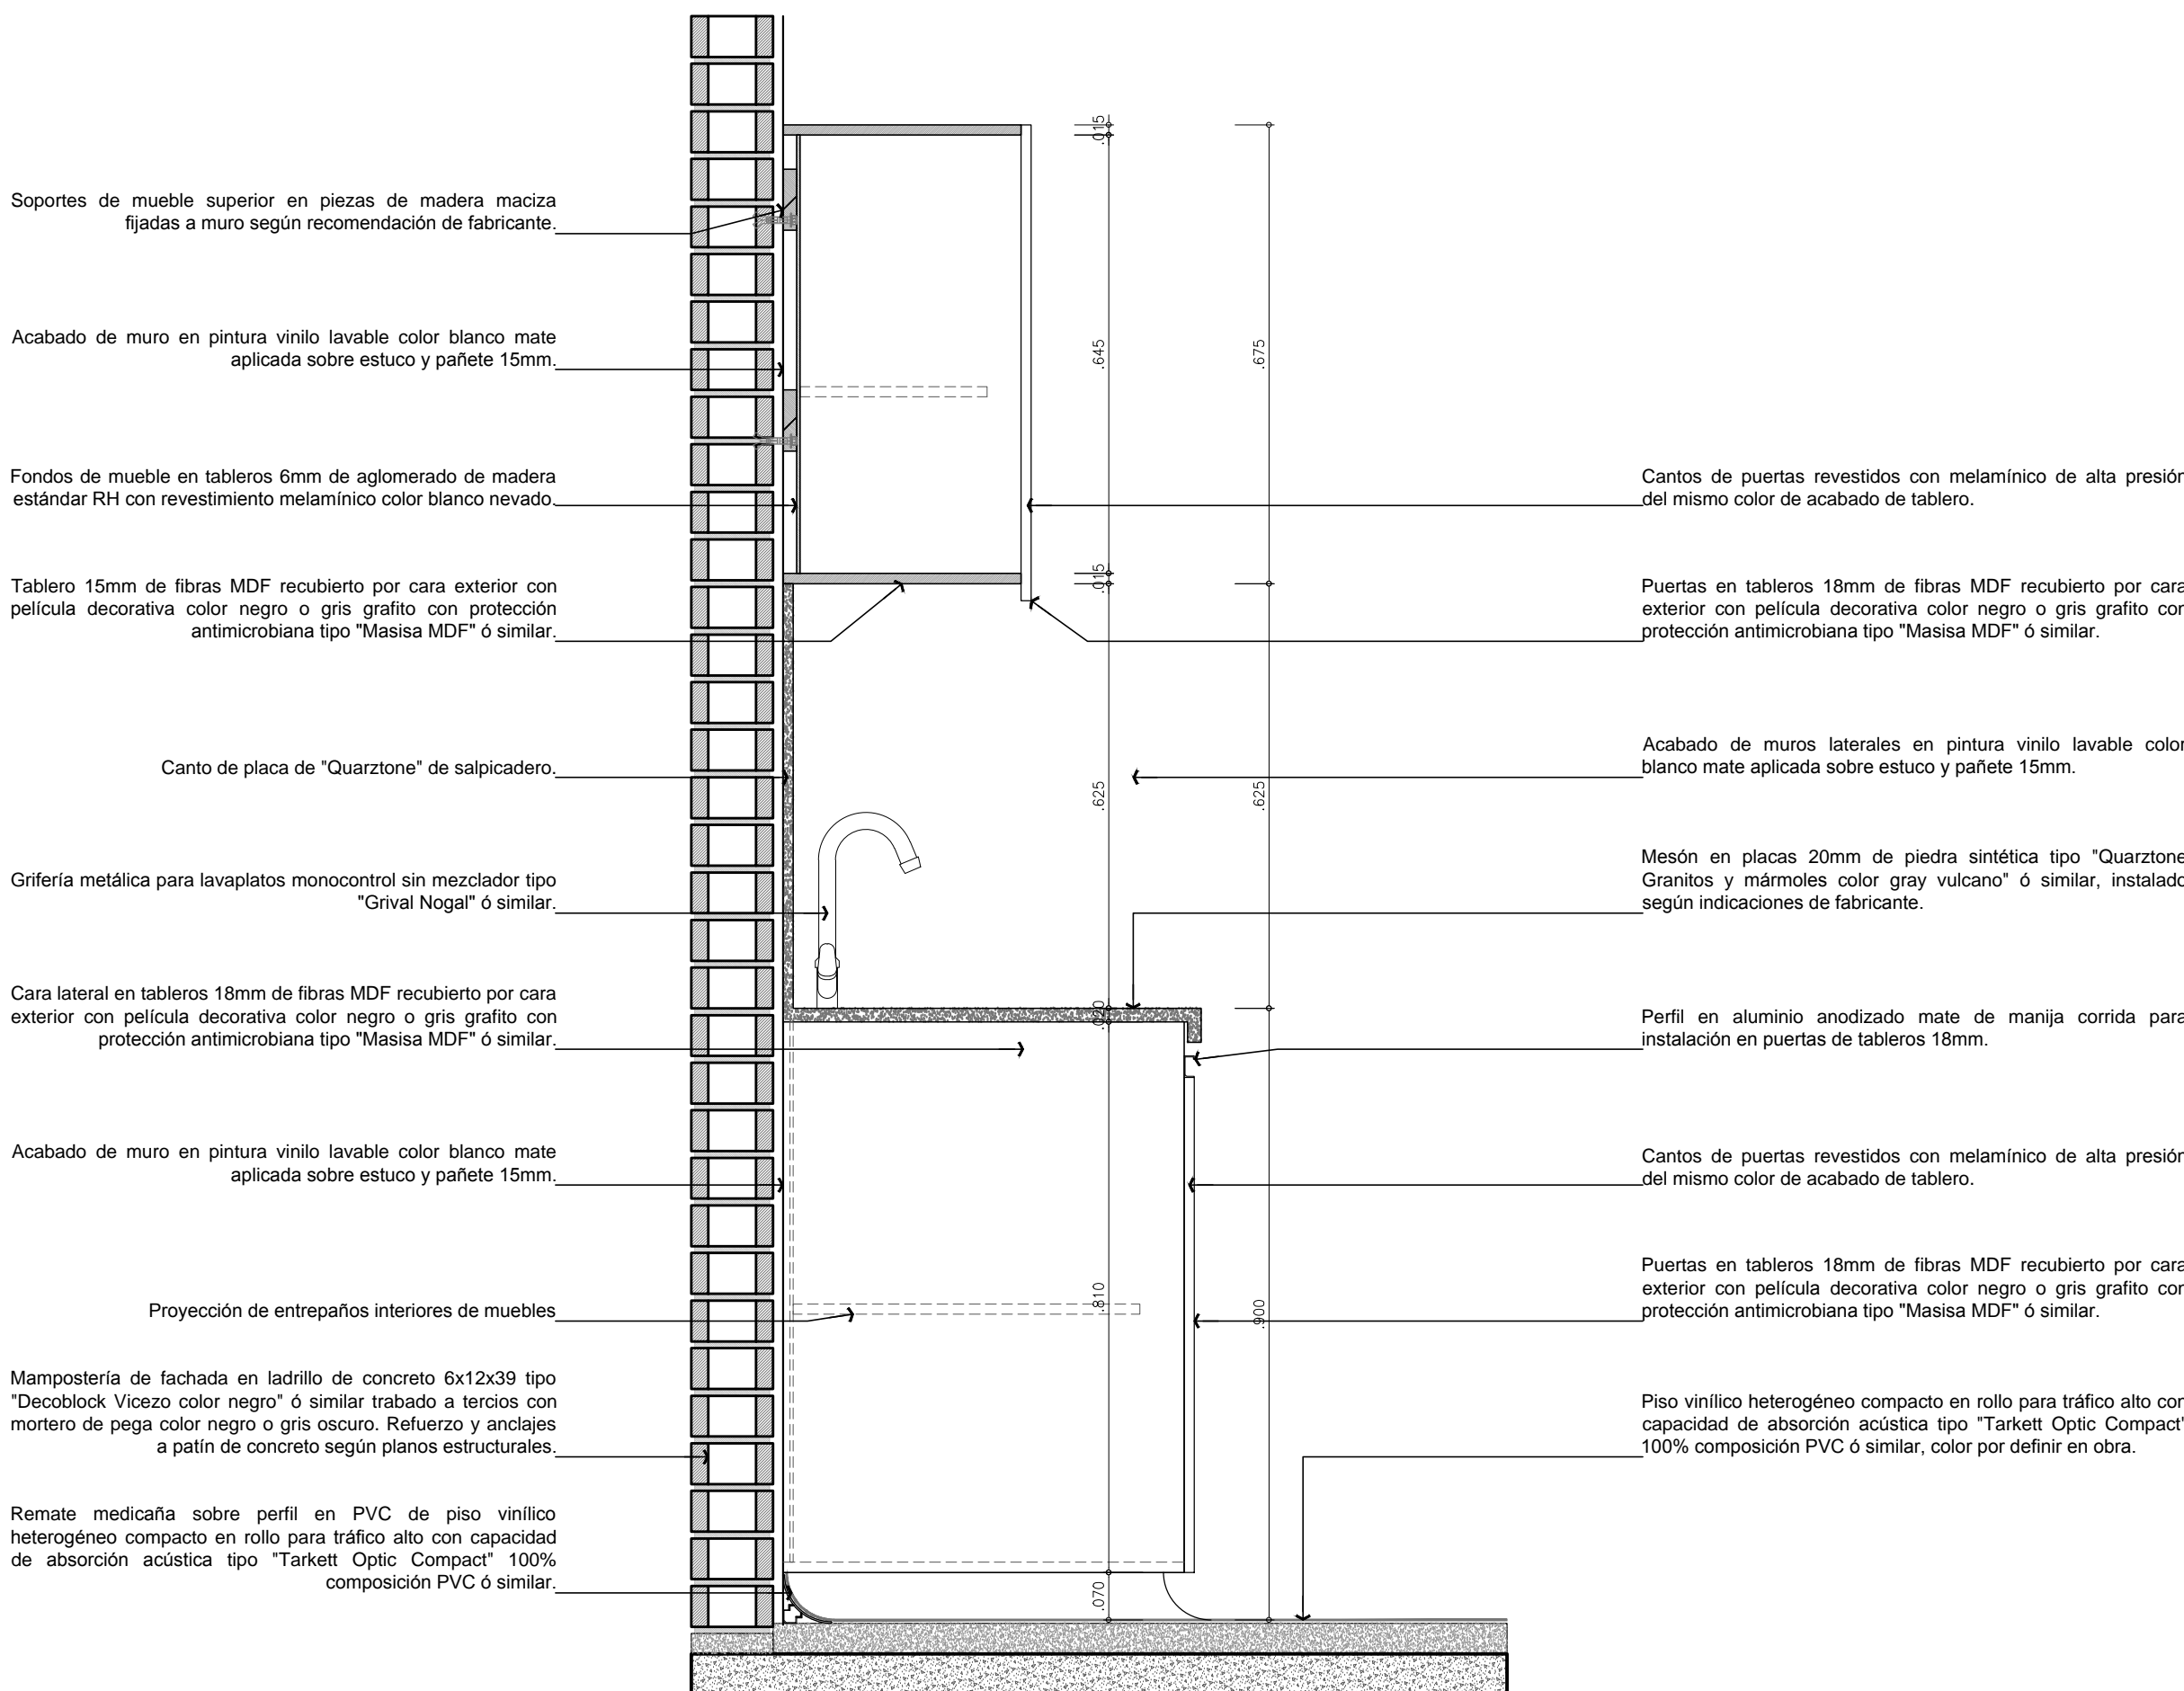 Soportes de mueble superior en piezas de madera maciza
fijadas a muro según recomendación de fabricante.
Acabado de muro en pintura vinilo lavable color blanco mate
aplicada sobre estuco y pañete 15mm.
Fondos de mueble en tableros 6mm de aglomerado de madera
estándar RH con revestimiento melamínico color blanco nevado.
Tablero 15mm de fibras MDF recubierto por cara exterior con
película decorativa color negro o gris grafito con protección
antimicrobiana tipo "Masisa MDF" ó similar.
Canto de placa de "Quarztone" de salpicadero.
Grifería metálica para lavaplatos monocontrol sin mezclador tipo
"Grival Nogal" ó similar.
Cara lateral en tableros 18mm de fibras MDF recubierto por cara
exterior con película decorativa color negro o gris grafito con
protección antimicrobiana tipo "Masisa MDF" ó similar.
Acabado de muro en pintura vinilo lavable color blanco mate
aplicada sobre estuco y pañete 15mm.
Proyección de entrepaños interiores de muebles
Mampostería de fachada en ladrillo de concreto 6x12x39 tipo
"Decoblock Vicezo color negro" ó similar trabado a tercios con
mortero de pega color negro o gris oscuro. Refuerzo y anclajes
a patín de concreto según planos estructurales.
Remate medicaña sobre perfil en PVC de piso vinílico
heterogéneo compacto en rollo para tráfico alto con capacidad
de absorción acústica tipo "Tarkett Optic Compact" 100%
composición PVC ó similar.
.015
.645
.015
.625
.020
.810
.070
.675
.625
.900
Cantos de puertas revestidos con melamínico de alta presión
del mismo color de acabado de tablero.
Puertas en tableros 18mm de fibras MDF recubierto por cara
exterior con película decorativa color negro o gris grafito con
protección antimicrobiana tipo "Masisa MDF" ó similar.
Acabado de muros laterales en pintura vinilo lavable color
blanco mate aplicada sobre estuco y pañete 15mm.
Mesón en placas 20mm de piedra sintética tipo "Quarztone
Granitos y mármoles color gray vulcano" ó similar, instalado
según indicaciones de fabricante.
Perfil en aluminio anodizado mate de manija corrida para
instalación en puertas de tableros 18mm.
Cantos de puertas revestidos con melamínico de alta presión
del mismo color de acabado de tablero.
Puertas en tableros 18mm de fibras MDF recubierto por cara
exterior con película decorativa color negro o gris grafito con
protección antimicrobiana tipo "Masisa MDF" ó similar.
Piso vinílico heterogéneo compacto en rollo para tráfico alto con
capacidad de absorción acústica tipo "Tarkett Optic Compact"
100% composición PVC ó similar, color por definir en obra.